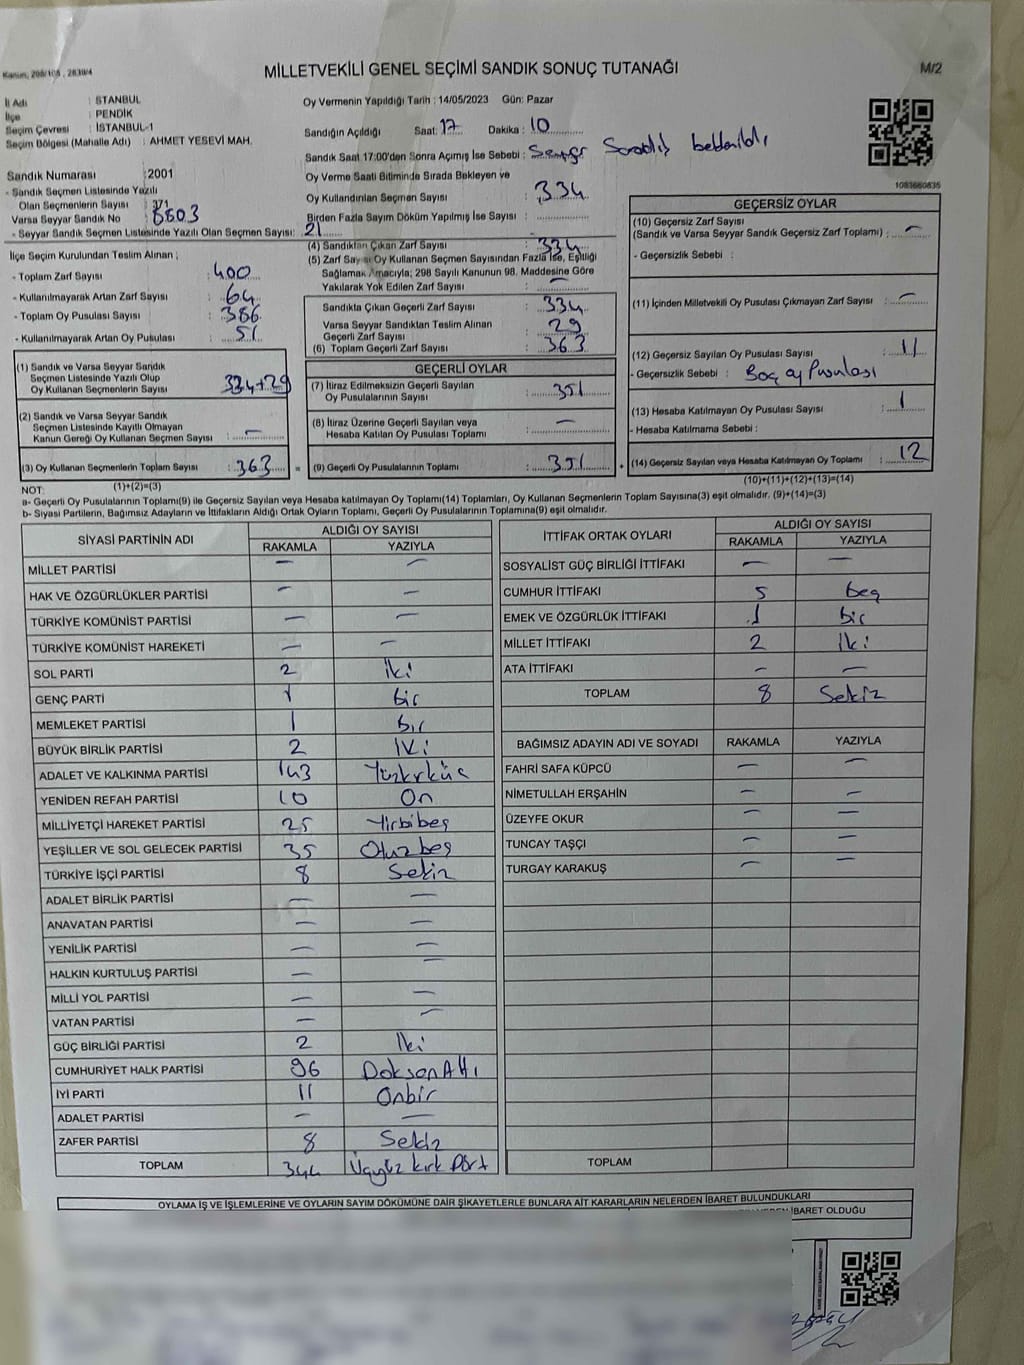 Kanun, 298/105 , 2839/4
MİLLETVEKİLİ GENEL SEÇİMİ SANDIK SONUÇ TUTANAĞI
M/2
İl Adı : İSTANBUL
İlçe : PENDİK
Seçim Çevresi : İSTANBUL-1
Seçim Bölgesi (Mahalle Adı) : AHMET YESEVİ MAH.
Sandık Numarası : 2001
- Sandık Seçmen Listesinde Yazılı
Olan Seçmenlerin Sayısı : 371
Varsa Seyyar Sandık No : 8603
- Seyyar Sandık Seçmen Listesinde Yazılı Olan Seçmen Sayısı: 21
İlçe Seçim Kurulundan Teslim Alınan ;
- Toplam Zarf Sayısı : 400
- Kullanılmayarak Artan Zarf Sayısı : 64
- Toplam Oy Pusulası Sayısı : 386
- Kullanılmayarak Artan Oy Pusulası : 51
(1) Sandık ve Varsa Seyyar Sandık
Seçmen Listesinde Yazılı Olup
Oy Kullanan Seçmenlerin Sayısı : 334+29
(2) Sandık ve Varsa Seyyar Sandık
Seçmen Listesinde Kayıtlı Olmayan
Kanun Gereği Oy Kullanan Seçmen Sayısı : —
(3) Oy Kullanan Seçmenlerin Toplam Sayısı : 363 =
(1)+(2)=(3)
Oy Vermenin Yapıldığı Tarih : 14/05/2023 Gün: Pazar
Sandığın Açıldığı Saat: 17 Dakika : 10
Sandık Saat 17:00'den Sonra Açımış İse Sebebi : Seyyar Sandık beklenildi
Oy Verme Saati Bitiminde Sırada Bekleyen ve
Oy Kullandırılan Seçmen Sayısı : 334
Birden Fazla Sayım Döküm Yapılmış İse Sayısı :
(4) Sandıktan Çıkan Zarf Sayısı : 334
(5) Zarf Sayısı Oy Kullanan Seçmen Sayısından Fazla İse, Eşitliği
Sağlamak Amacıyla; 298 Sayılı Kanunun 98. Maddesine Göre
Yakılarak Yok Edilen Zarf Sayısı : —
Sandıkta Çıkan Geçerli Zarf Sayısı : 334
Varsa Seyyar Sandıktan Teslim Alınan
Geçerli Zarf Sayısı : 29
(6) Toplam Geçerli Zarf Sayısı : 363
GEÇERLİ OYLAR
(7) İtiraz Edilmeksizin Geçerli Sayılan
Oy Pusulalarının Sayısı : 351
(8) İtiraz Üzerine Geçerli Sayılan veya
Hesaba Katılan Oy Pusulası Toplamı : —
(9) Geçerli Oy Pusulalarının Toplamı : 351 +
1083660835
GEÇERSİZ OYLAR
(10) Geçersiz Zarf Sayısı
(Sandık ve Varsa Seyyar Sandık Geçersiz Zarf Toplamı) : —
- Geçersizlik Sebebi :
(11) İçinden Milletvekili Oy Pusulası Çıkmayan Zarf Sayısı : —
(12) Geçersiz Sayılan Oy Pusulası Sayısı : 11
- Geçersizlik Sebebi : Boş oy Pusulası
(13) Hesaba Katılmayan Oy Pusulası Sayısı : 1
- Hesaba Katılmama Sebebi :
(14) Geçersiz Sayılan veya Hesaba Katılmayan Oy Toplamı : 12
(10)+(11)+(12)+(13)=(14)
NOT:
a- Geçerli Oy Pusulalarının Toplamı(9) ile Geçersiz Sayılan veya Hesaba katılmayan Oy Toplamı(14) Toplamları, Oy Kullanan Seçmenlerin Toplam Sayısına(3) eşit olmalıdır. (9)+(14)=(3)
b- Siyasi Partilerin, Bağımsız Adayların ve İttifakların Aldığı Ortak Oyların Toplamı, Geçerli Oy Pusulalarının Toplamına(9) eşit olmalıdır.
SİYASİ PARTİNİN ADI ALDIĞI OY SAYISI
RAKAMLA YAZIYLA
MİLLET PARTİSİ — —
HAK VE ÖZGÜRLÜKLER PARTİSİ — —
TÜRKİYE KOMÜNİST PARTİSİ — —
TÜRKİYE KOMÜNİST HAREKETİ — —
SOL PARTİ 2 İki
GENÇ PARTİ 1 bir
MEMLEKET PARTİSİ 1 bir
BÜYÜK BİRLİK PARTİSİ 2 İki
ADALET VE KALKINMA PARTİSİ 143 Yüzkırküç
YENİDEN REFAH PARTİSİ 10 On
MİLLİYETÇİ HAREKET PARTİSİ 25 Yirbibeş
YEŞİLLER VE SOL GELECEK PARTİSİ 35 Otuzbeş
TÜRKİYE İŞÇİ PARTİSİ 8 Sekiz
ADALET BİRLİK PARTİSİ — —
ANAVATAN PARTİSİ — —
YENİLİK PARTİSİ — —
HALKIN KURTULUŞ PARTİSİ — —
MİLLİ YOL PARTİSİ — —
VATAN PARTİSİ — —
GÜÇ BİRLİĞİ PARTİSİ 2 İki
CUMHURİYET HALK PARTİSİ 96 DoksanAltı
İYİ PARTİ 11 Onbir
ADALET PARTİSİ — —
ZAFER PARTİSİ 8 Sekiz
TOPLAM 344 Üçyüz kırk Dört
İTTİFAK ORTAK OYLARI ALDIĞI OY SAYISI
RAKAMLA YAZIYLA
SOSYALİST GÜÇ BİRLİĞİ İTTİFAKI — —
CUMHUR İTTİFAKI 5 beş
EMEK VE ÖZGÜRLÜK İTTİFAKI 1 bir
MİLLET İTTİFAKI 2 İki
ATA İTTİFAKI — —
TOPLAM 8 Sekiz
BAĞIMSIZ ADAYIN ADI VE SOYADI RAKAMLA YAZIYLA
FAHRİ SAFA KÜPCÜ — —
NİMETULLAH ERŞAHİN — —
ÜZEYFE OKUR — —
TUNCAY TAŞÇI — —
TURGAY KARAKUŞ — —
TOPLAM
OYLAMA İŞ VE İŞLEMLERİNE VE OYLARIN SAYIM DÖKÜMÜNE DAİR ŞİKAYETLERLE BUNLARA AİT KARARLARIN NELERDEN İBARET BULUNDUKLARI
İBARET OLDUĞU